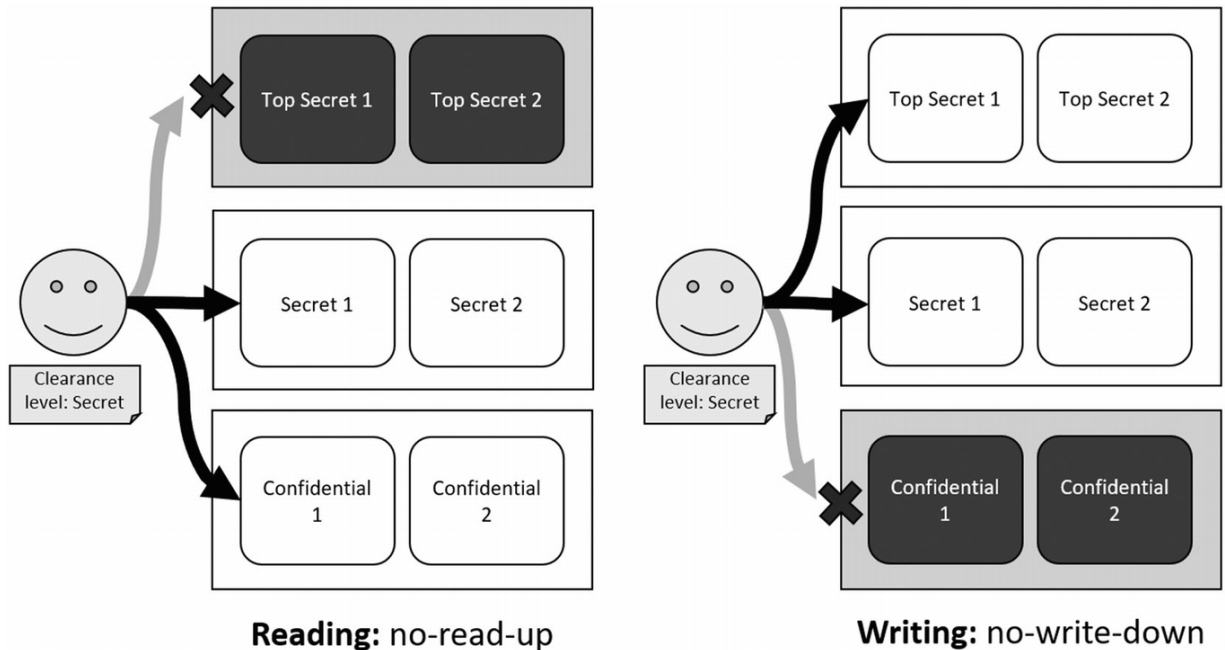 Top Secret 1
Top Secret 2
Secret 1
Secret 2
Clearance
level: Secret
Confidential
1
Confidential
2
Reading: no-read-up
Top Secret 1
Top Secret 2
Secret 1
Secret 2
Clearance
level: Secret
Confidential
1
Confidential
2
Writing: no-write-down